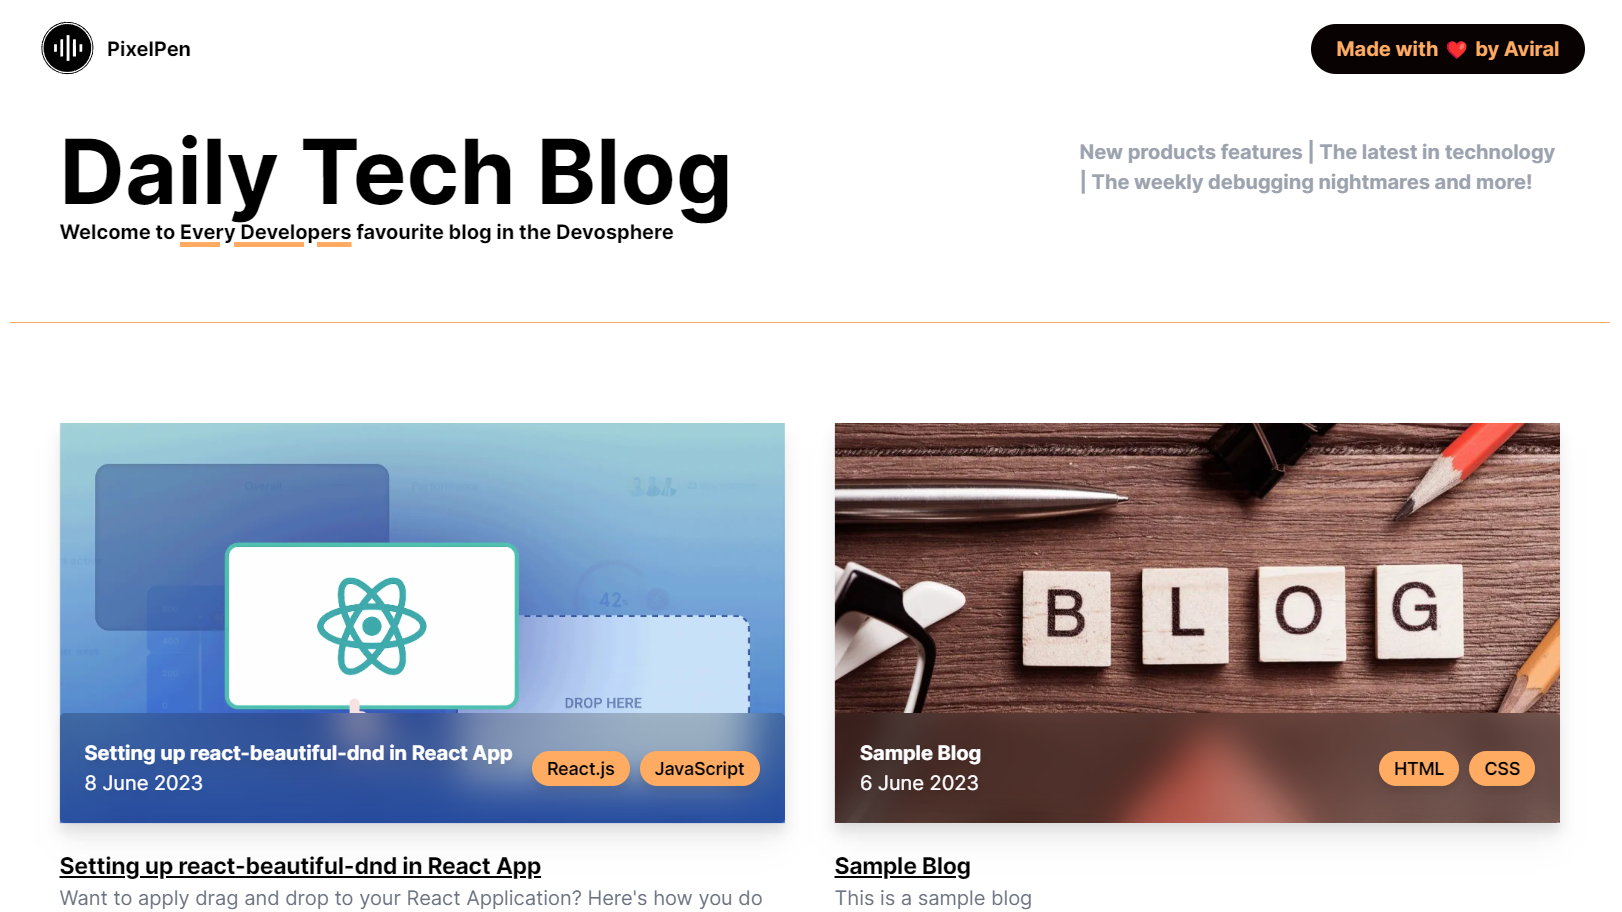 PixelPen
Made with ❤️ by Aviral
Daily Tech Blog
Welcome to Every Developers favourite blog in the Devosphere
New products features | The latest in technology
| The weekly debugging nightmares and more!
Overall
42%
400
200
0
DROP HERE
Setting up react-beautiful-dnd in React App
8 June 2023
React.js
JavaScript
B L O G
Sample Blog
6 June 2023
HTML
CSS
Setting up react-beautiful-dnd in React App
Want to apply drag and drop to your React Application? Here's how you do
Sample Blog
This is a sample blog